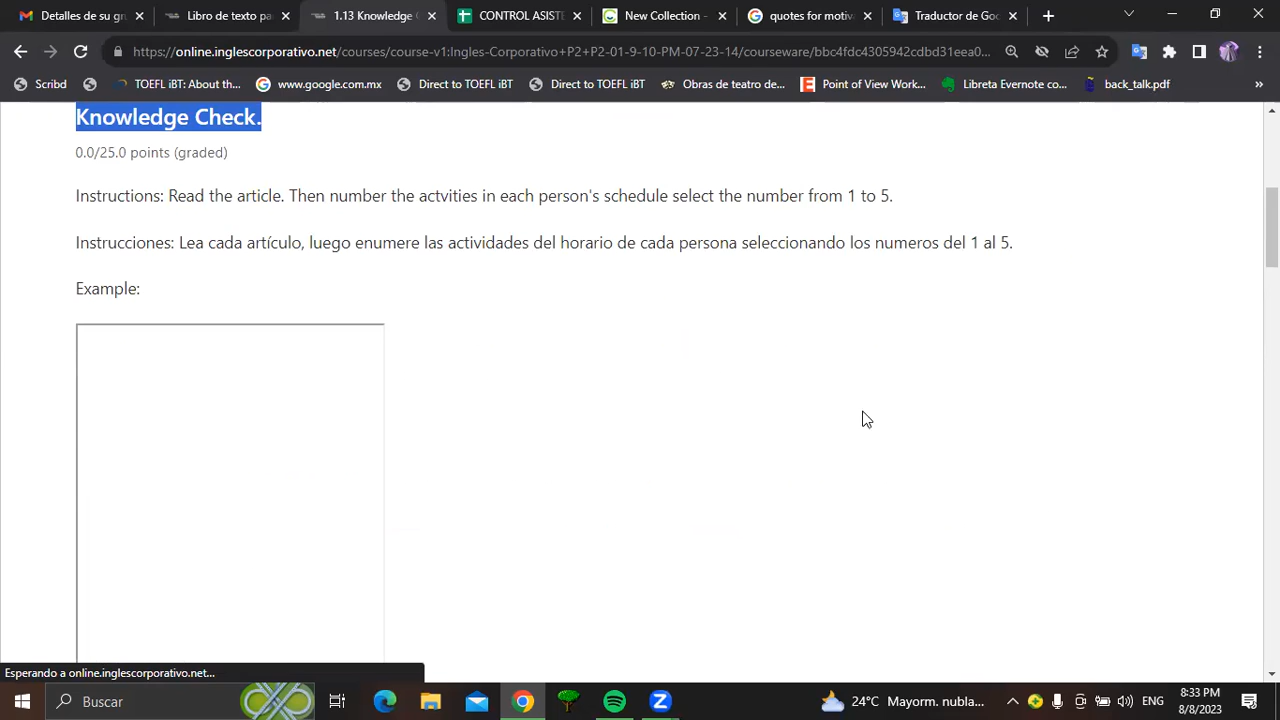 Detalles de su gr
Libro de texto pa
1.13 Knowledge C
CONTROL ASIST
New Collection -
quotes for motiv
Traductor de Goo
https://online.inglescorporativo.net/courses/course-v1:Ingles-Corporativo+P2+P2-01-9-10-PM-07-23-14/courseware/bbc4fdc4305942cdbd31eea0...
Scribd
TOEFL iBT: About th...
www.google.com.mx
Direct to TOEFL iBT
Direct to TOEFL iBT
Obras de teatro de...
Point of View Work...
Libreta Evernote co...
back_talk.pdf
»
Knowledge Check.
0.0/25.0 points (graded)
Instructions: Read the article. Then number the actvities in each person's schedule select the number from 1 to 5.
Instrucciones: Lea cada artículo, luego enumere las actividades del horario de cada persona seleccionando los numeros del 1 al 5.
Example:
Esperando a online.inglescorporativo.net...
Buscar
24°C Mayorm. nubla...
ENG
8:33 PM
8/8/2023